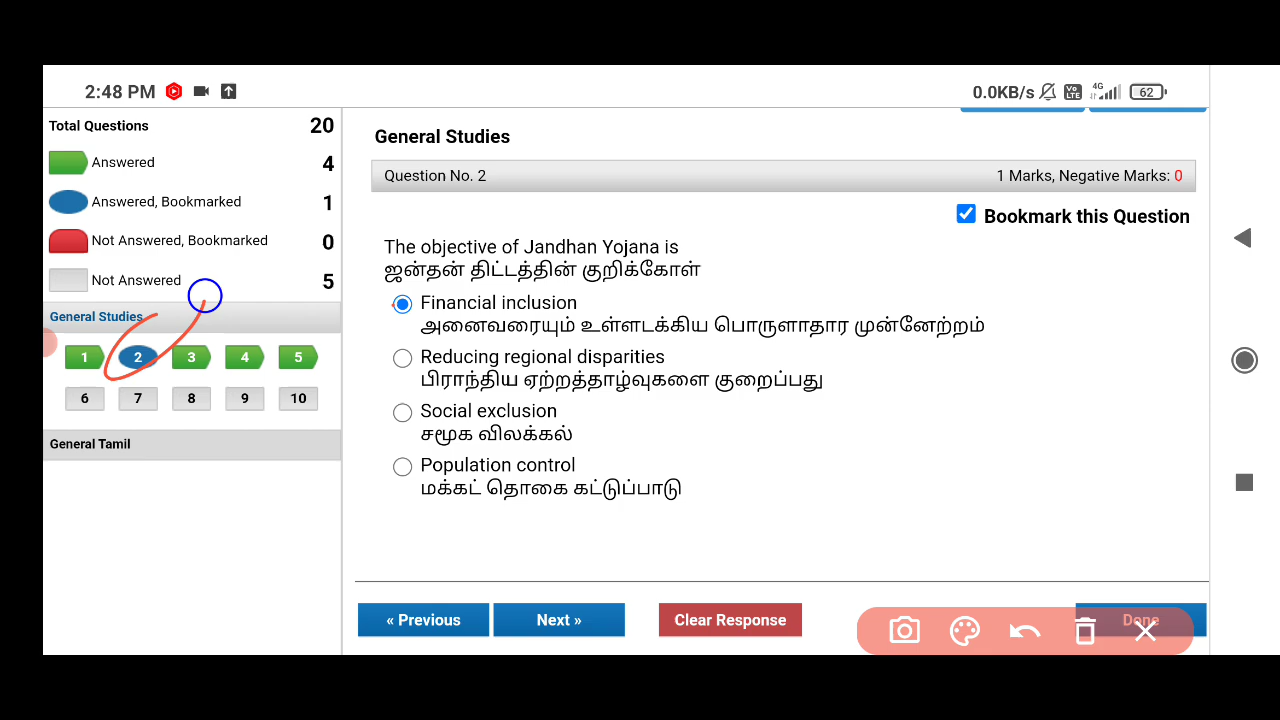 2:48 PM
0.0KB/s Vo LTE 4G 62
Total Questions 20
Answered 4
Answered, Bookmarked 1
Not Answered, Bookmarked 0
Not Answered 5
General Studies
1 2 3 4 5
6 7 8 9 10
General Tamil
General Studies
Question No. 2 1 Marks, Negative Marks: 0
Bookmark this Question
The objective of Jandhan Yojana is
ஜன்தன் திட்டத்தின் குறிக்கோள்
Financial inclusion
அனைவரையும் உள்ளடக்கிய பொருளாதார முன்னேற்றம்
Reducing regional disparities
பிராந்திய ஏற்றத்தாழ்வுகளை குறைப்பது
Social exclusion
சமூக விலக்கல்
Population control
மக்கட் தொகை கட்டுப்பாடு
« Previous Next » Clear Response Done